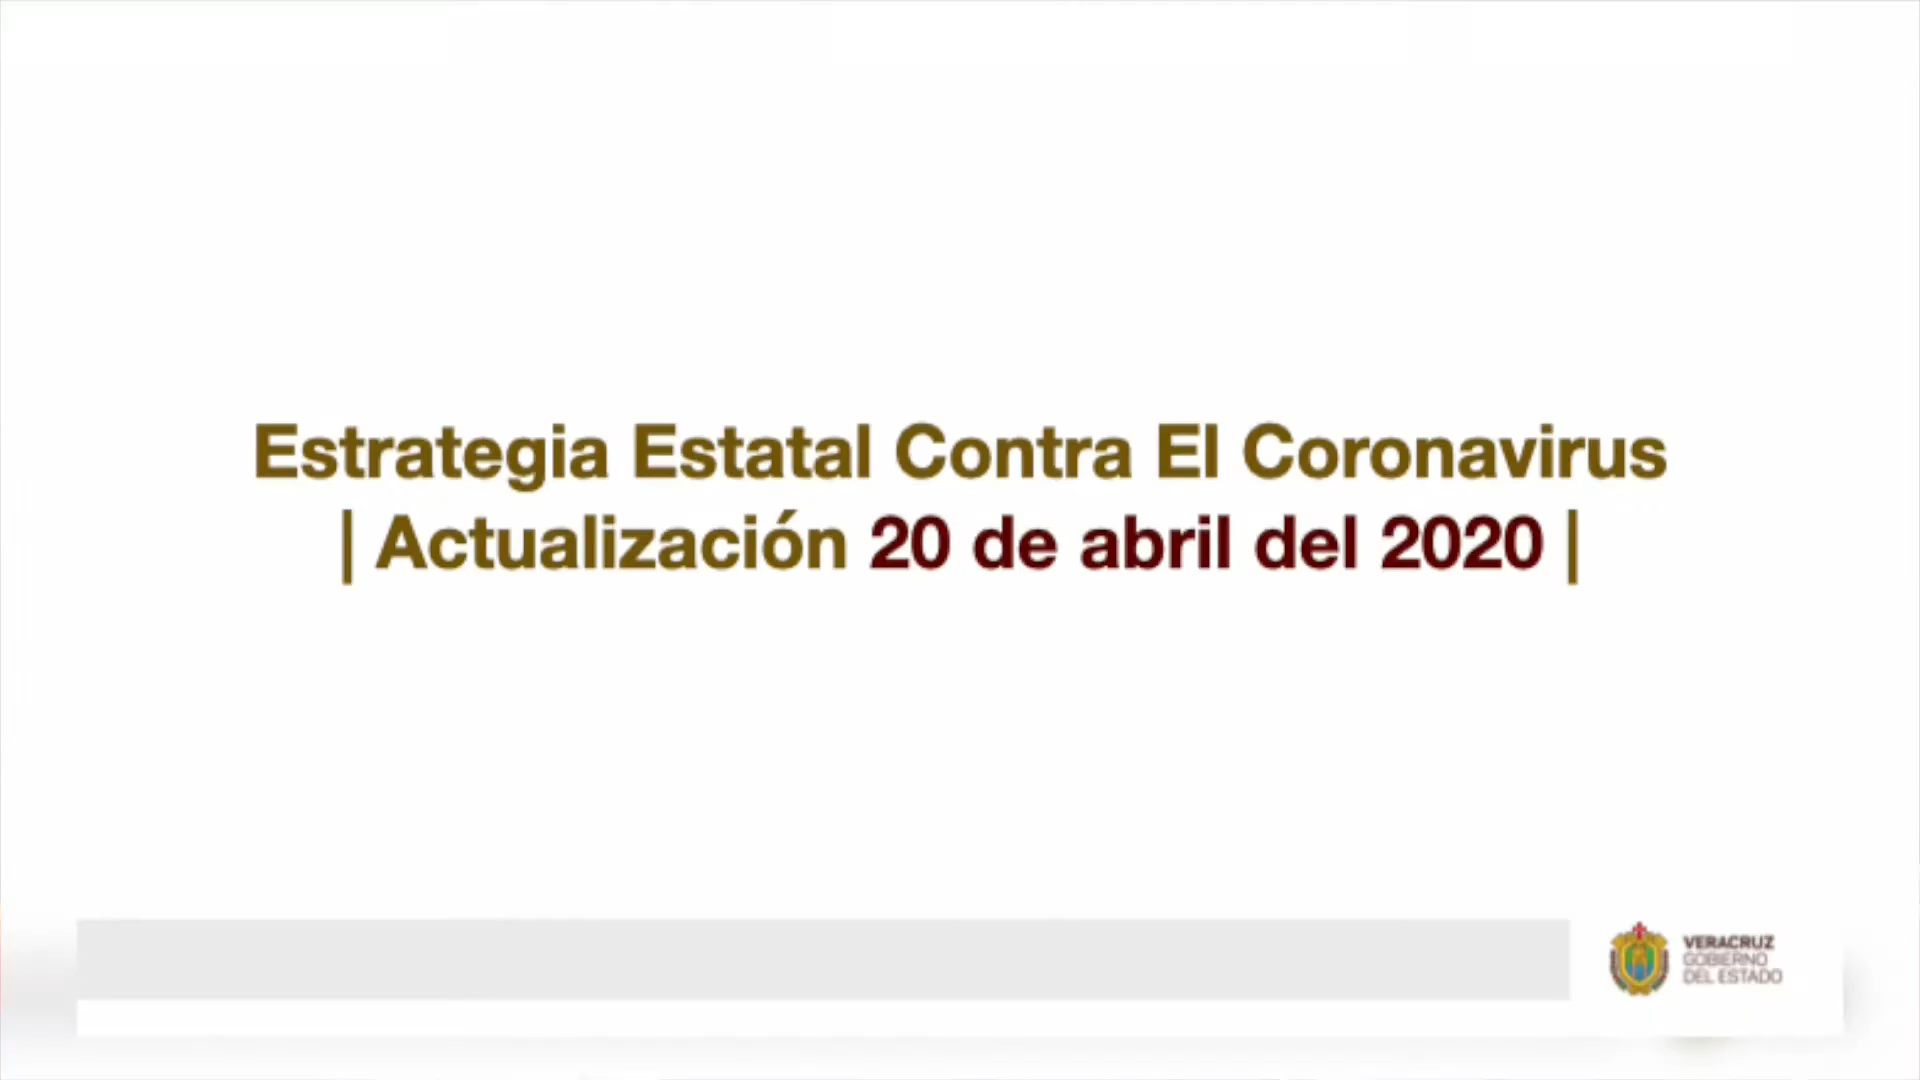 Estrategia Estatal Contra El Coronavirus
| Actualización 20 de abril del 2020 |
VERACRUZ
GOBIERNO
DEL ESTADO